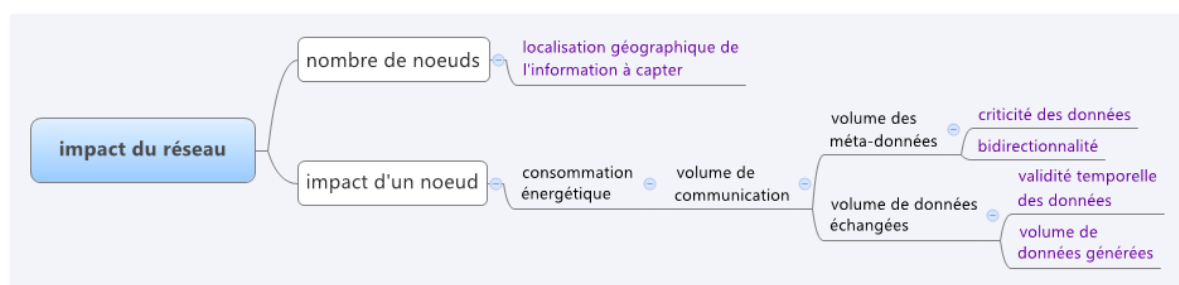 impact du réseau
nombre de noeuds
localisation géographique de
l'information à capter
impact d'un noeud
consommation
énergétique
volume de
communication
volume des
méta-données
criticité des données
bidirectionnalité
volume de données
échangées
validité temporelle
des données
volume de
données générées